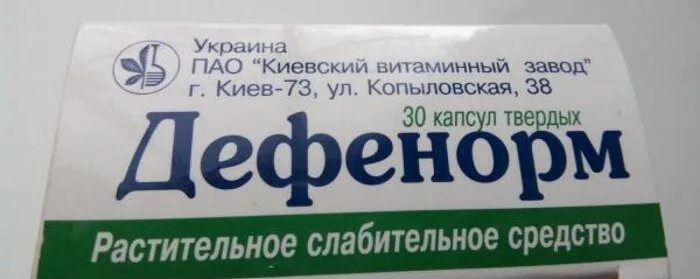 Украина
ПАО "Киевский витаминный завод"
г. Киев-73, ул. Копыловская, 38
30 капсул твердых
Дефенорм
Растительное слабительное средство